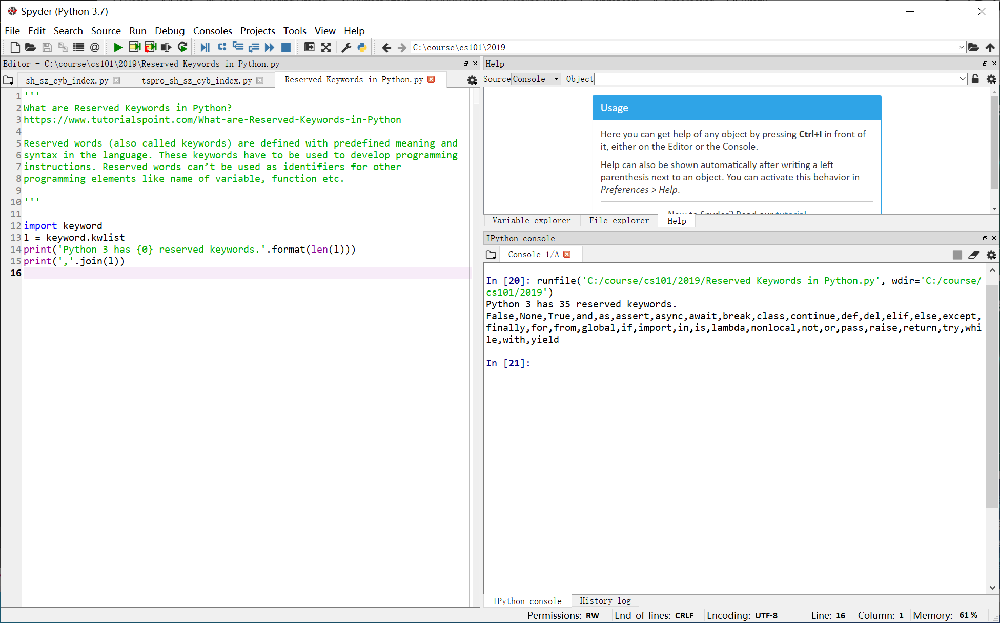 Spyder (Python 3.7)
File Edit Search Source Run Debug Consoles Projects Tools View Help
C:\course\cs101\2019
Editor - C:\course\cs101\2019\Reserved Keywords in Python.py
sh_sz_cyb_index.py tspro_sh_sz_cyb_index.py Reserved Keywords in Python.py
1 '''
2 What are Reserved Keywords in Python?
3 https://www.tutorialspoint.com/What-are-Reserved-Keywords-in-Python
4
5 Reserved words (also called keywords) are defined with predefined meaning and
6 syntax in the language. These keywords have to be used to develop programming
7 instructions. Reserved words can’t be used as identifiers for other
8 programming elements like name of variable, function etc.
9
10 '''
11
12 import keyword
13 l = keyword.kwlist
14 print('Python 3 has {0} reserved keywords.'.format(len(l)))
15 print(','.join(l))
16
Help
Source Console Object
Usage
Here you can get help of any object by pressing Ctrl+I in front of
it, either on the Editor or the Console.
Help can also be shown automatically after writing a left
parenthesis next to an object. You can activate this behavior in
Preferences > Help.
New to Spyder? Read our tutorial
Variable explorer File explorer Help
IPython console
Console 1/A
In [20]: runfile('C:/course/cs101/2019/Reserved Keywords in Python.py', wdir='C:/course/
cs101/2019')
Python 3 has 35 reserved keywords.
False,None,True,and,as,assert,async,await,break,class,continue,def,del,elif,else,except,
finally,for,from,global,if,import,in,is,lambda,nonlocal,not,or,pass,raise,return,try,whi
le,with,yield
In [21]:
IPython console History log
Permissions: RW End-of-lines: CRLF Encoding: UTF-8 Line: 16 Column: 1 Memory: 61 %